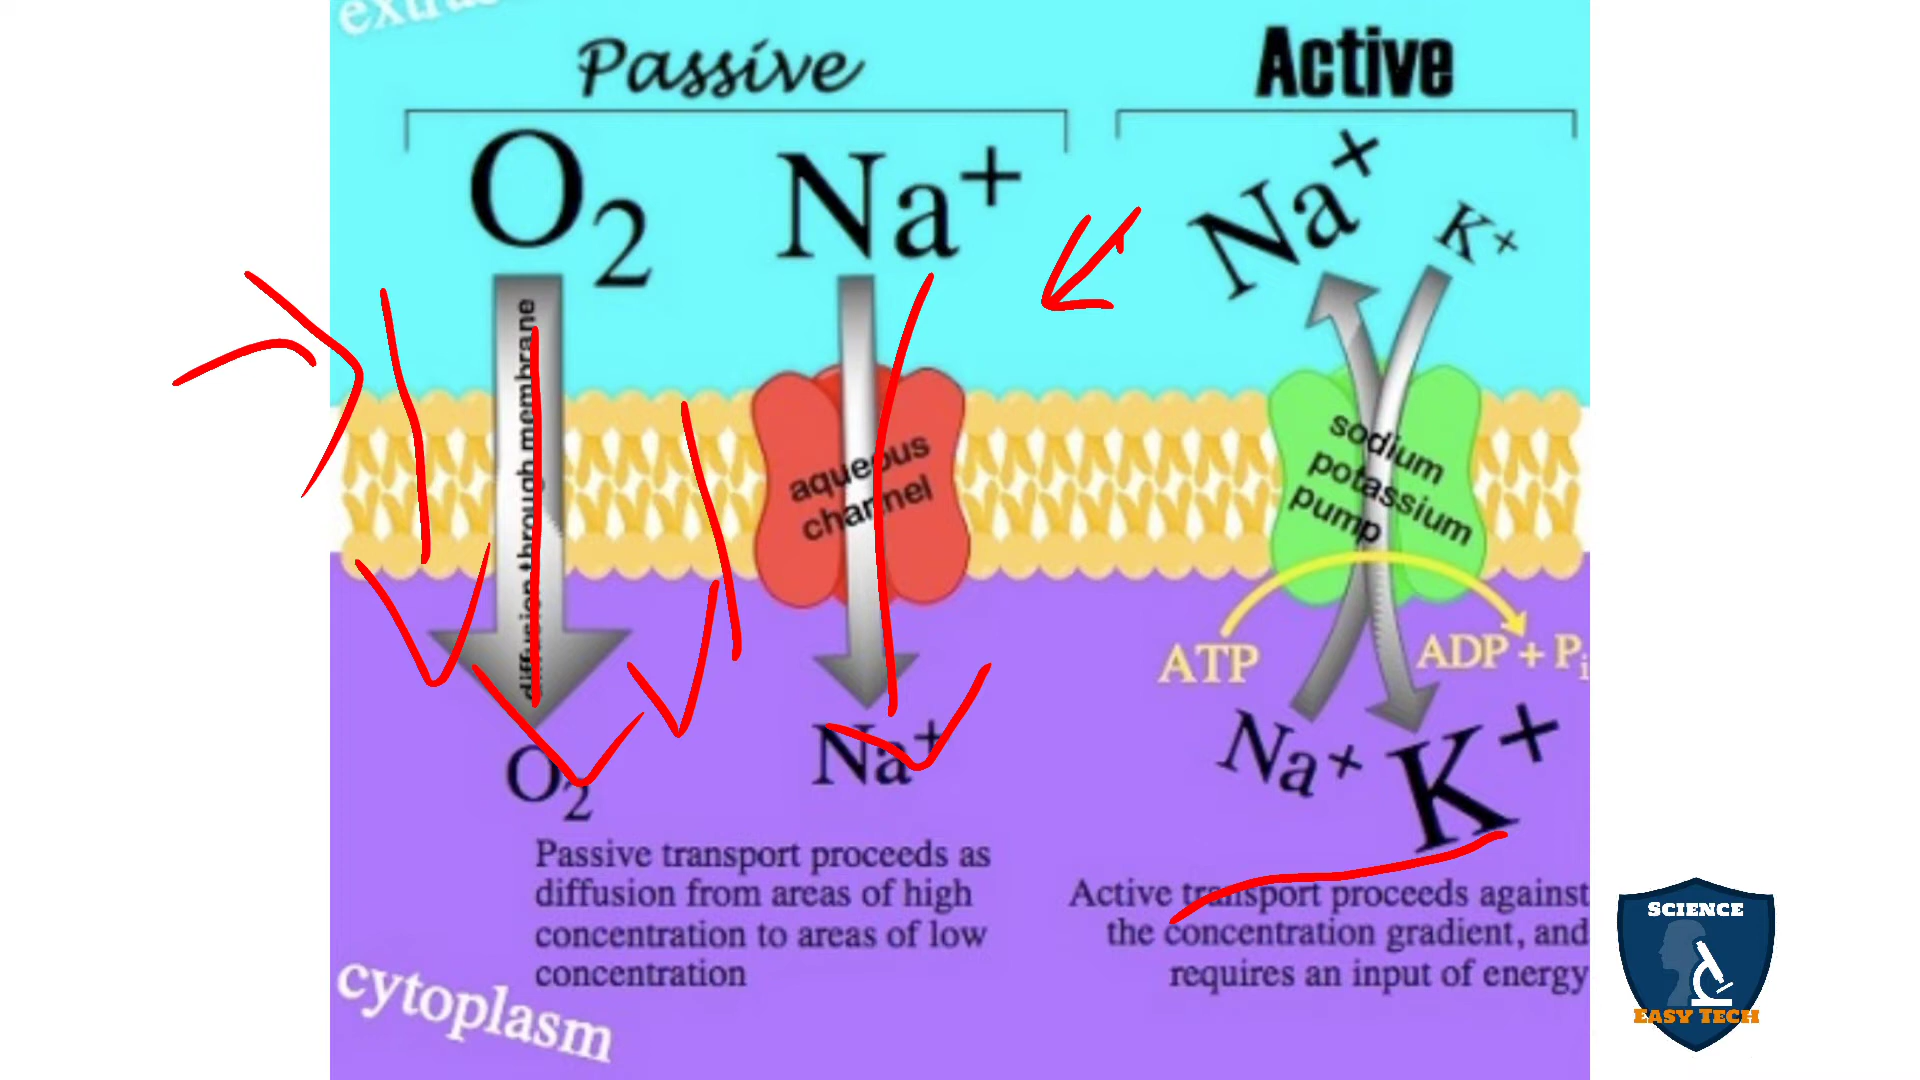 Passive
Active
O2
Na+
Na+
K+
diffusion through membrane
aqueous
channel
sodium
potassium
pump
ATP
ADP + Pi
O2
Na+
Na+
K+
Passive transport proceeds as
diffusion from areas of high
concentration to areas of low
concentration
Active transport proceeds against
the concentration gradient, and
requires an input of energy
cytoplasm
SCIENCE
EASY TECH